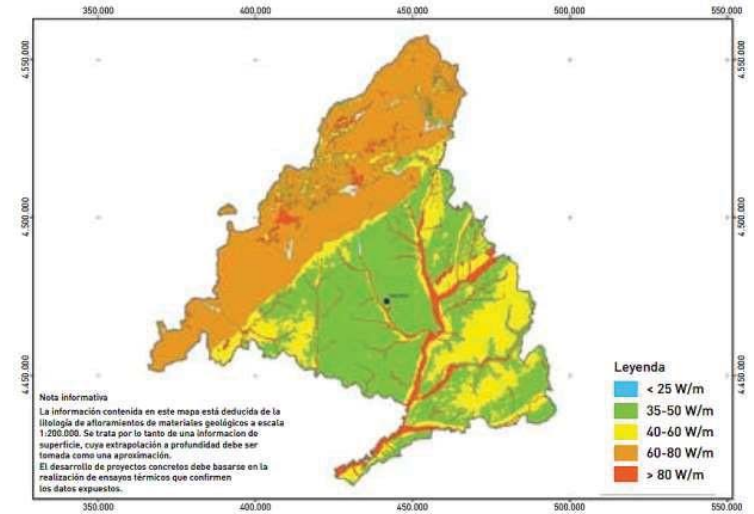 350.000 400.000 450.000 500.000 550.000
4.550.000 4.550.000
4.500.000 4.500.000
4.450.000 4.450.000
Nota informativa
La información contenida en este mapa está deducida de la
litología de afloramientos de materiales geológicos a escala
1:200.000. Se trata por lo tanto de una informacion de
superficie, cuya extrapolación a profundidad debe ser
tomada como una aproximación.
El desarrollo de proyectos concretos debe basarse en la
realización de ensayos térmicos que confirmen
los datos expuestos.
Leyenda
< 25 W/m
35-50 W/m
40-60 W/m
60-80 W/m
> 80 W/m
350.000 400.000 450.000 500.000 550.000